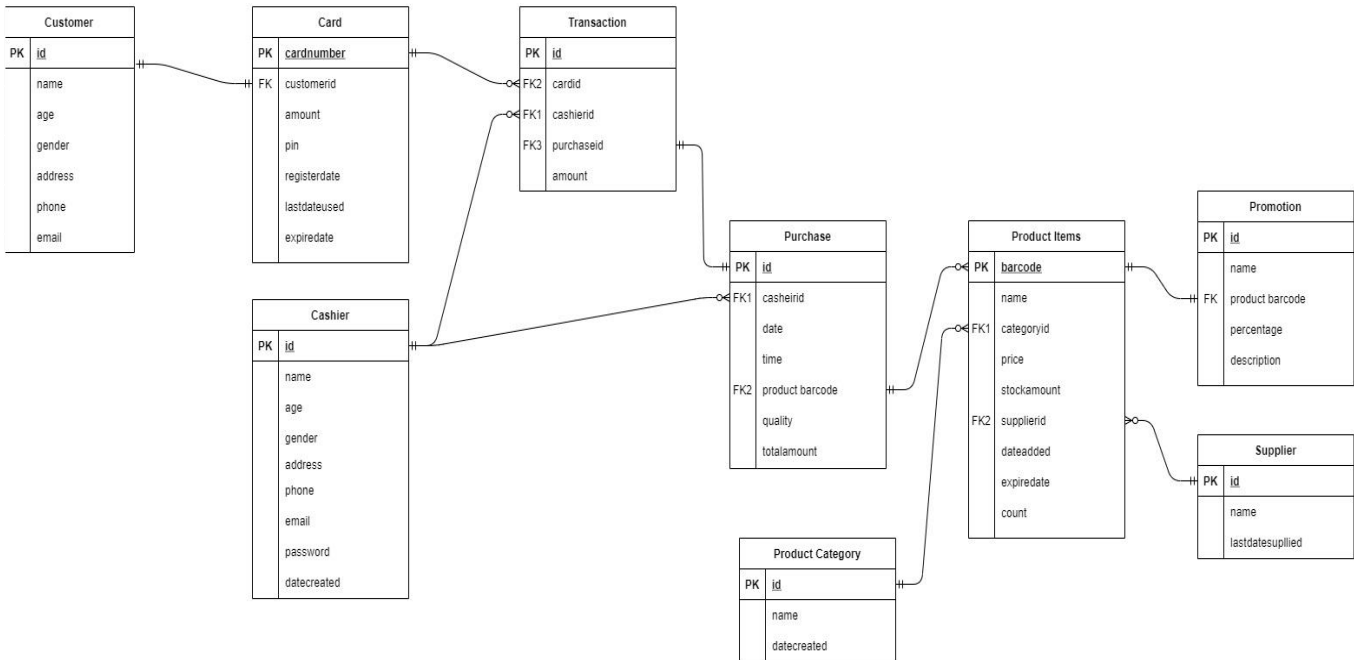 Customer
PK id
name
age
gender
address
phone
email
Card
PK cardnumber
FK customerid
amount
pin
registerdate
lastdateused
expiredate
Transaction
PK id
FK2 cardid
FK1 cashierid
FK3 purchaseid
amount
Cashier
PK id
name
age
gender
address
phone
email
password
datecreated
Purchase
PK id
FK1 casheirid
date
time
FK2 product barcode
quality
totalamount
Product Items
PK barcode
name
FK1 categoryid
price
stockamount
FK2 supplierid
dateadded
expiredate
count
Promotion
PK id
name
FK product barcode
percentage
description
Supplier
PK id
name
lastdatesupllied
Product Category
PK id
name
datecreated